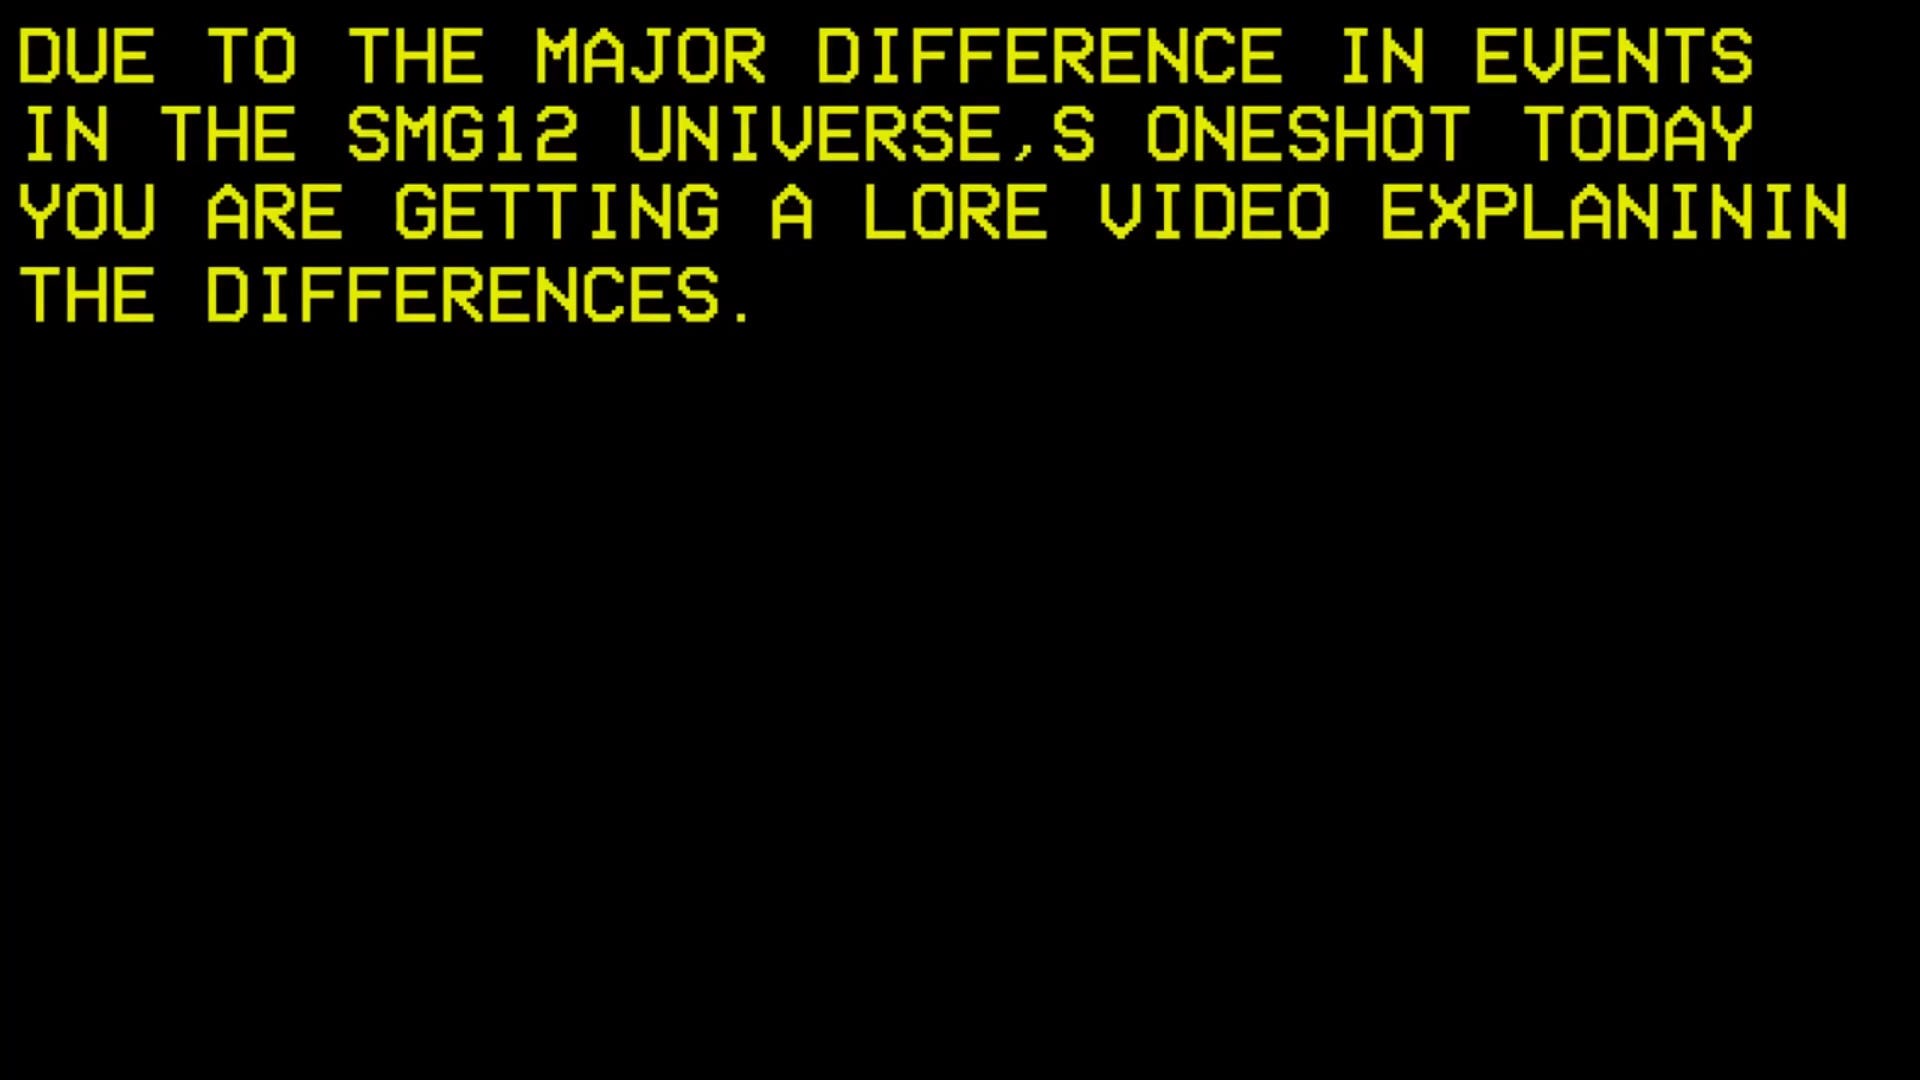 DUE TO THE MAJOR DIFFERENCE IN EVENTS
IN THE SMG12 UNIVERSE,S ONESHOT TODAY
YOU ARE GETTING A LORE VIDEO EXPLANININ
THE DIFFERENCES.